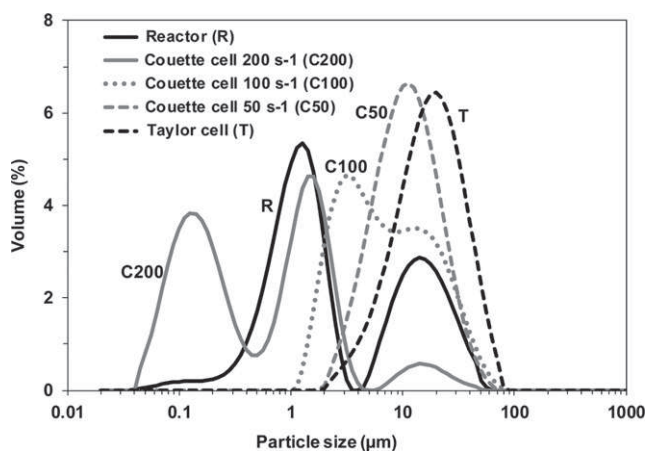 8
Reactor (R)
Couette cell 200 s-1 (C200)
Couette cell 100 s-1 (C100)
Couette cell 50 s-1 (C50)
Taylor cell (T)
6
C50
T
C100
4
R
C200
2
0
Volume (%)
0.01 0.1 1 10 100 1000
Particle size (µm)